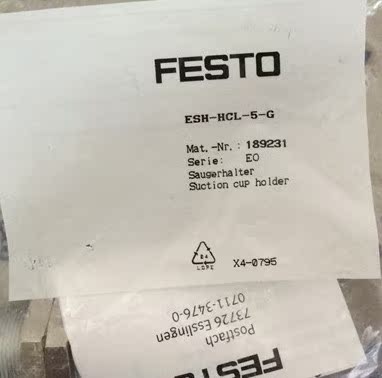 FESTO
ESH-HCL-5-G
Mat.-Nr.: 189231
Serie: EO
Saugerhalter
Suction cup holder
04
LDPE
X4-0795
Postfach
73726 Esslingen
0711-3476-0
FESTO